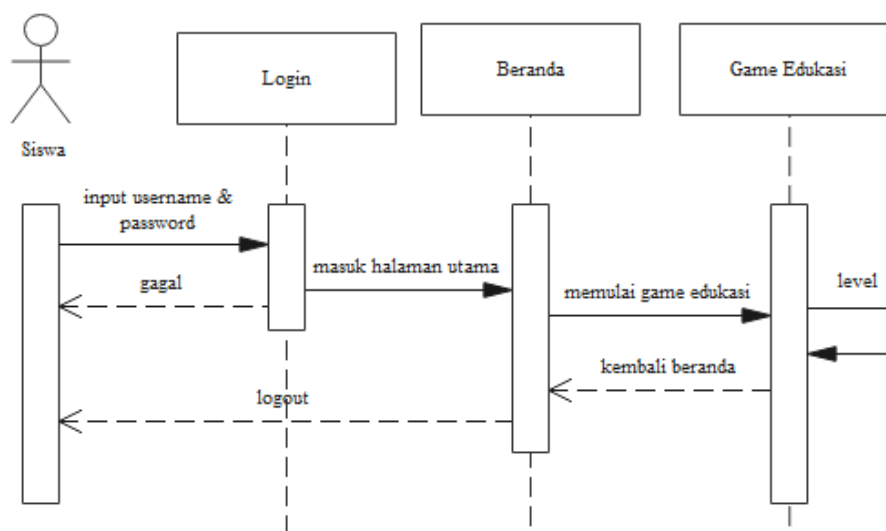 Login
Beranda
Game Edukasi
Siswa
input username &
password
masuk halaman utama
gagal
memulai game edukasi
level
kembali beranda
logout